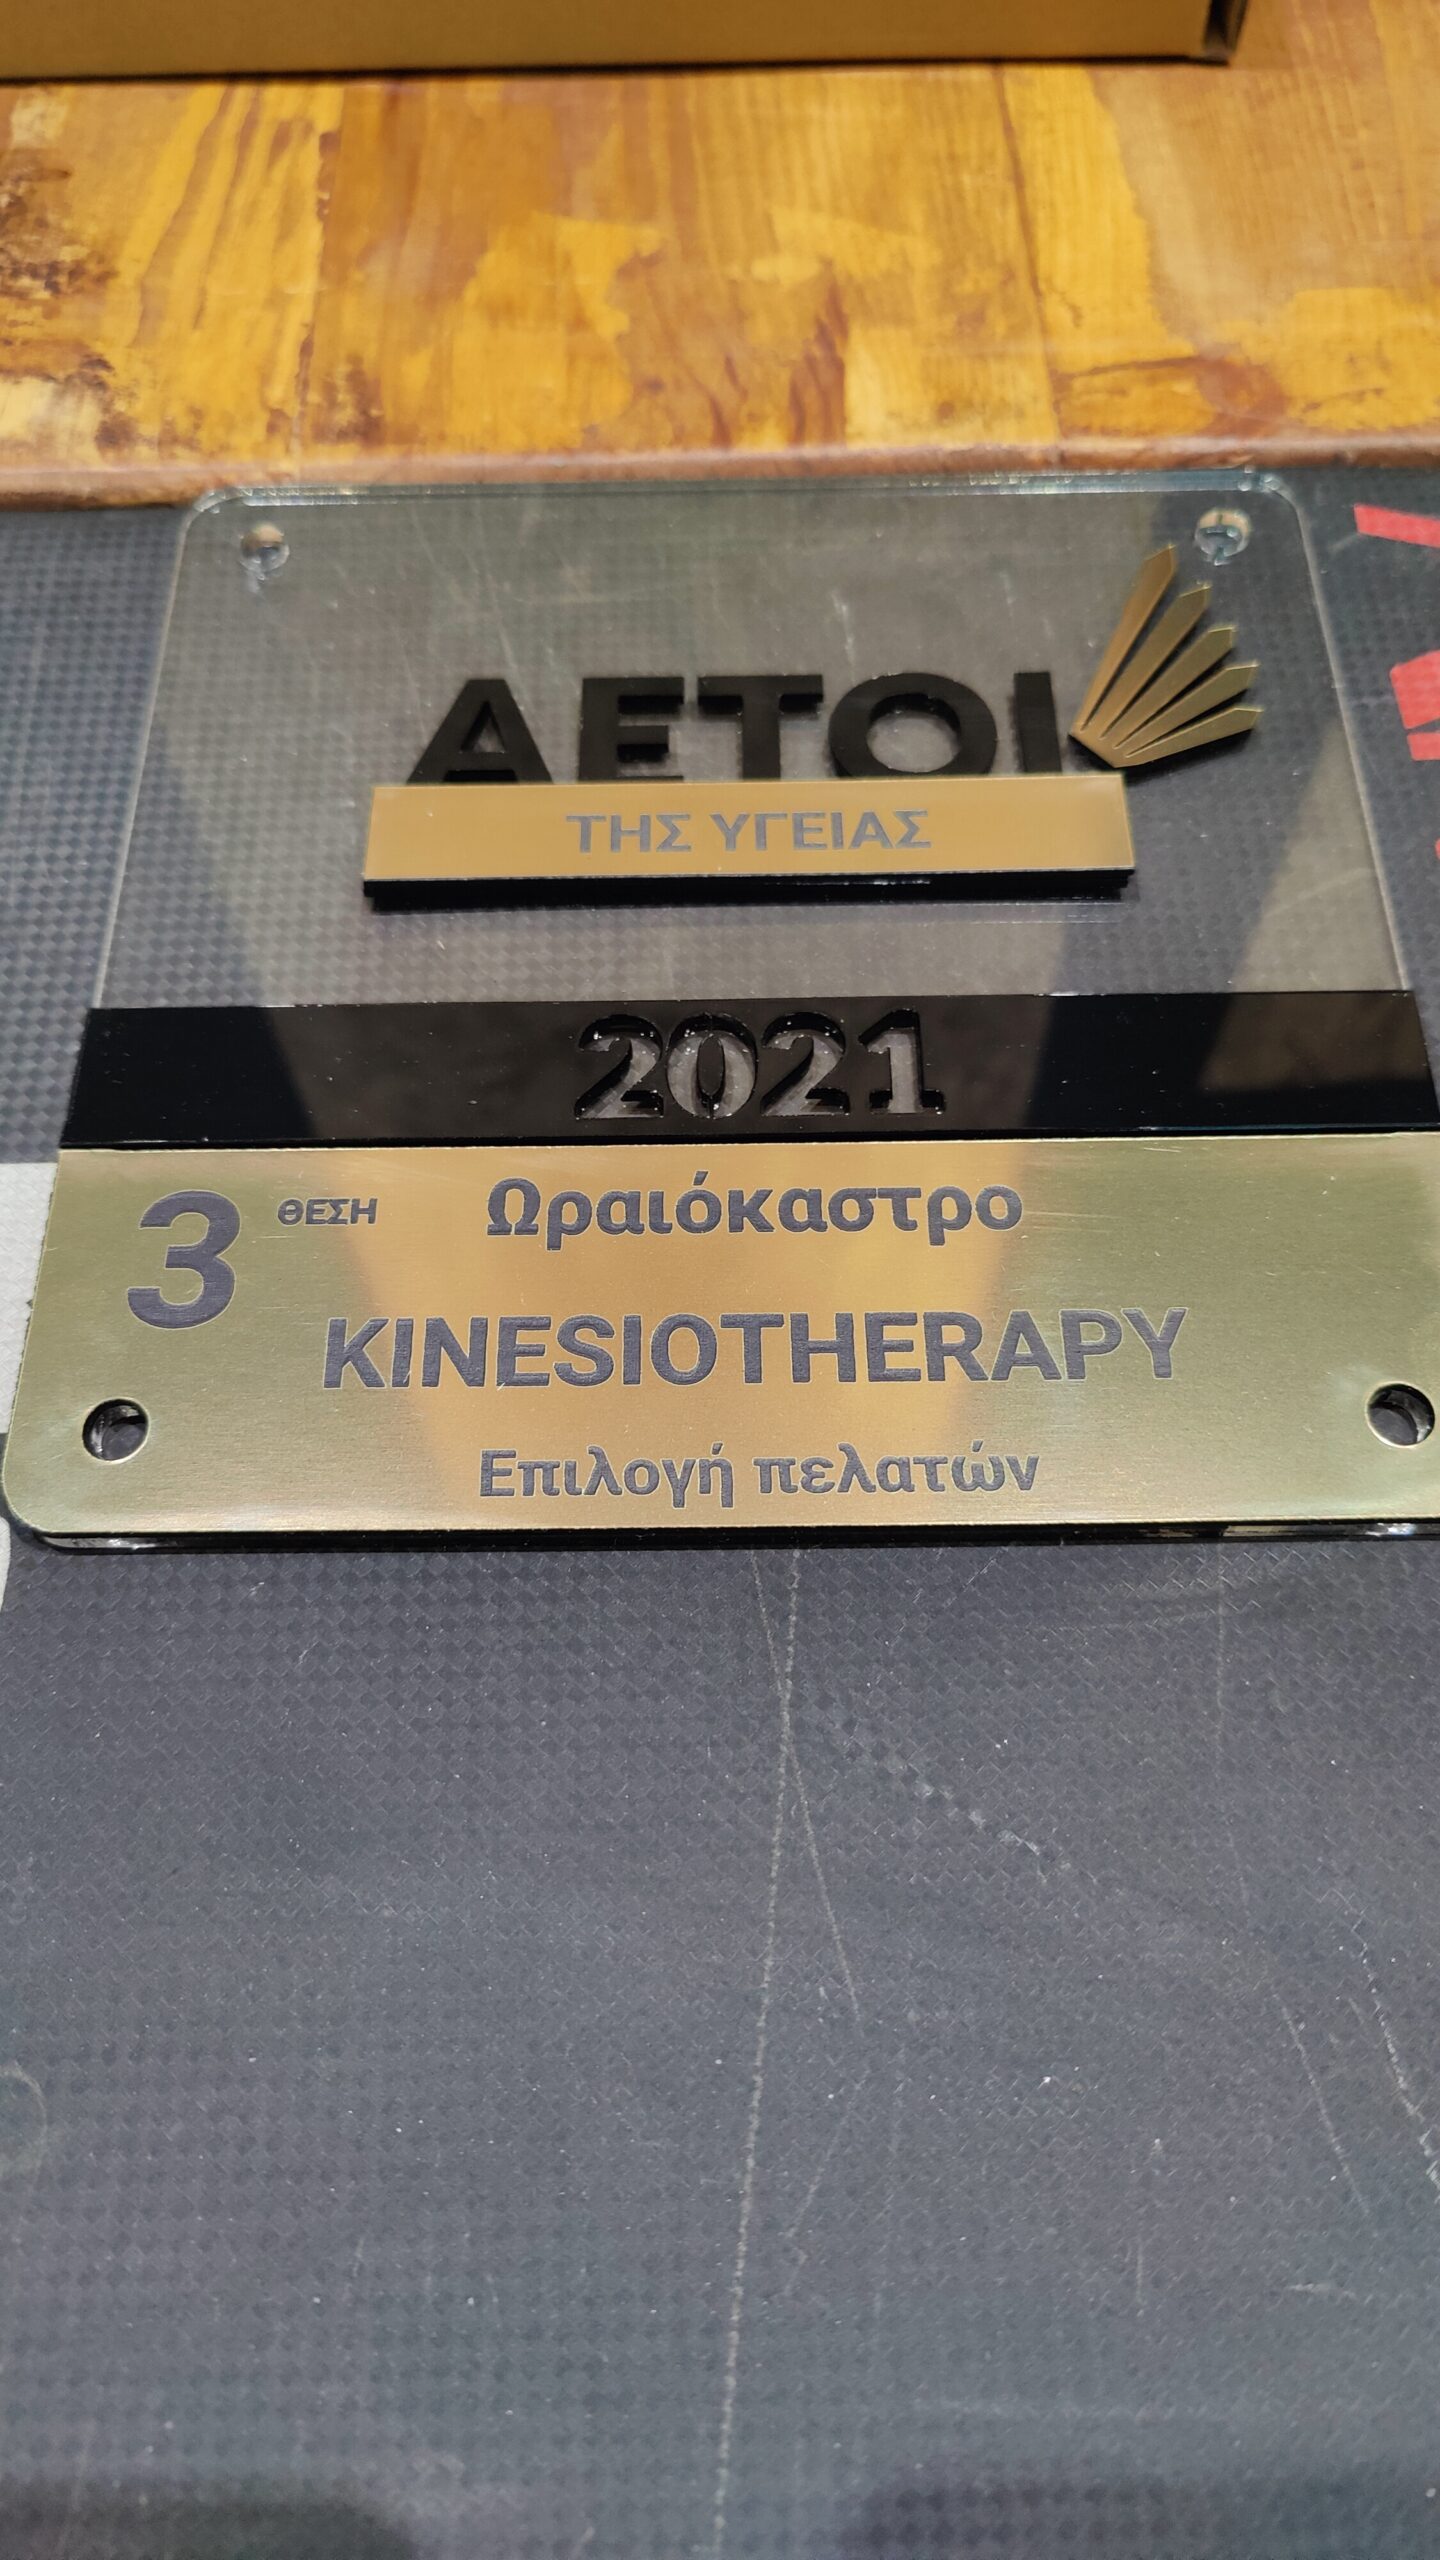 ΑΕΤΟΙ
ΤΗΣ ΥΓΕΙΑΣ
2021
3 ΘΕΣΗ
Ωραιόκαστρο
KINESIOTHERAPY
Επιλογή πελατών